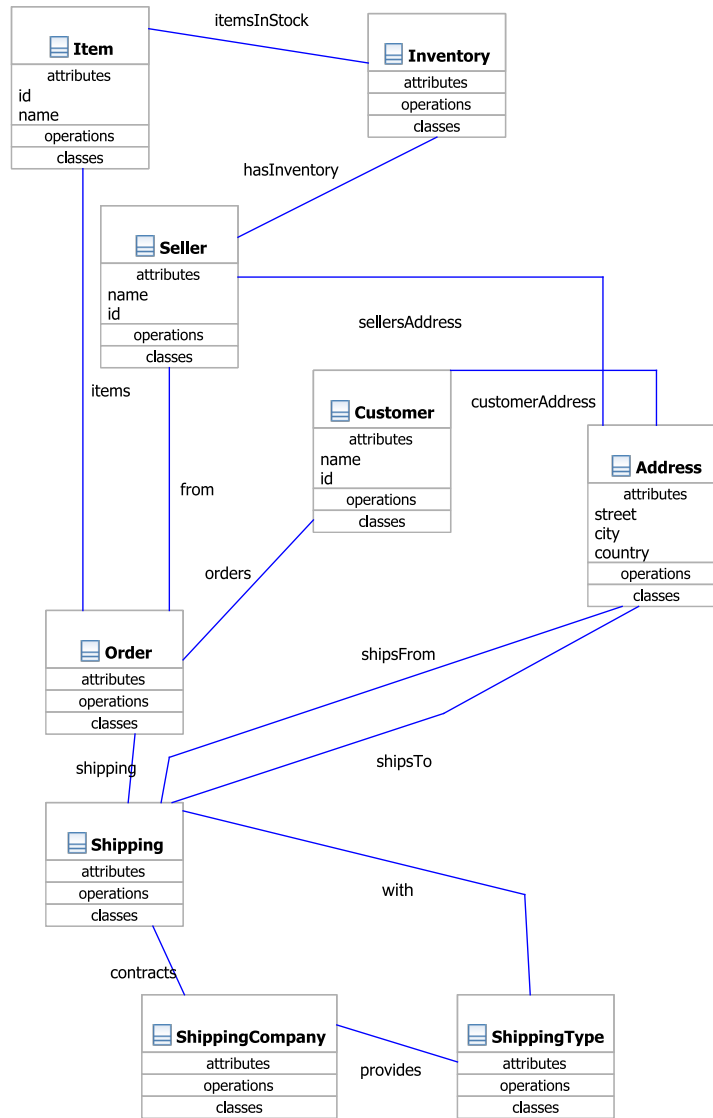 itemsInStock
Item
attributes
id
name
operations
classes
Inventory
attributes
operations
classes
hasInventory
Seller
attributes
name
id
operations
classes
sellersAddress
items
Customer
attributes
name
id
operations
classes
customerAddress
Address
attributes
street
city
country
operations
classes
from
orders
Order
attributes
operations
classes
shipsFrom
shipping
shipsTo
Shipping
attributes
operations
classes
with
contracts
ShippingCompany
attributes
operations
classes
provides
ShippingType
attributes
operations
classes